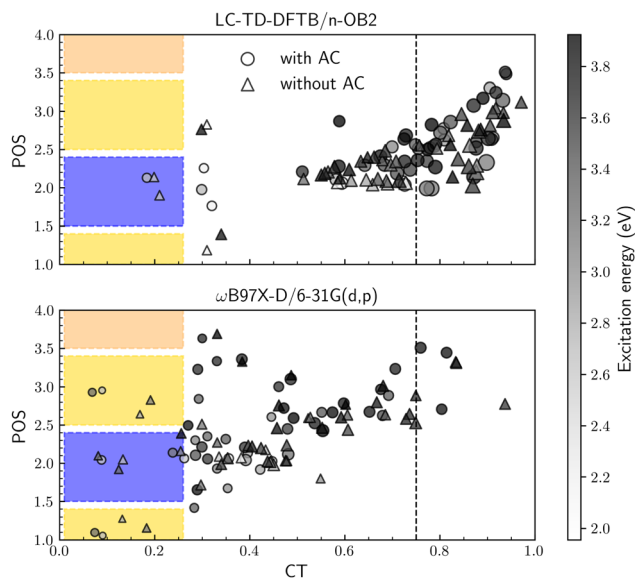 LC-TD-DFTB/n-OB2
4.0
3.5
3.0
2.5
2.0
1.5
1.0
POS
with AC
without AC
ωB97X-D/6-31G(d,p)
4.0
3.5
3.0
2.5
2.0
1.5
1.0
POS
0.0 0.2 0.4 0.6 0.8 1.0
CT
3.8
3.6
3.4
3.2
3.0
2.8
2.6
2.4
2.2
2.0
Excitation energy (eV)